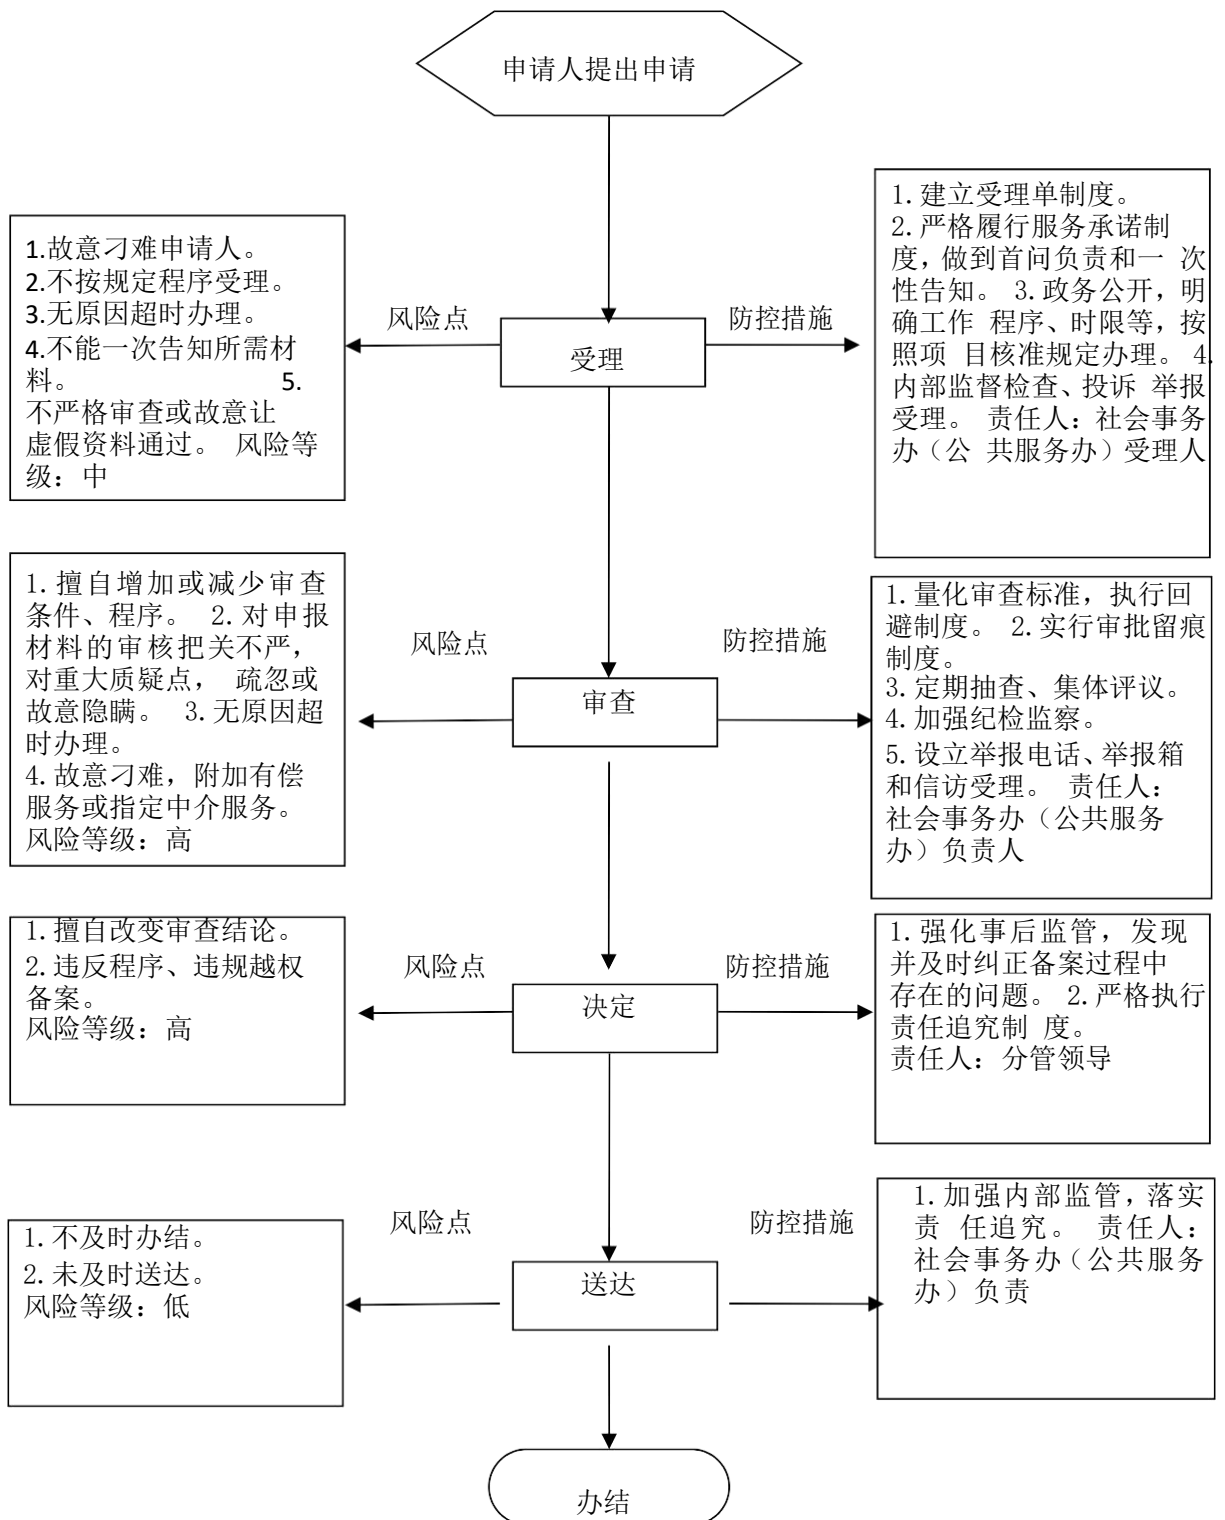 申请人提出申请
1.故意刁难申请人。
2.不按规定程序受理。
3.无原因超时办理。
4.不能一次告知所需材
料。 5.
不严格审查或故意让
虚假资料通过。 风险等
级：中
风险点
受理
防控措施
1.建立受理单制度。
2.严格履行服务承诺制
度，做到首问负责和一 次
性告知。 3.政务公开，明
确工作 程序、时限等，按
照项 目核准规定办理。 4.
内部监督检查、投诉 举报
受理。 责任人：社会事务
办（公 共服务办）受理人
1.擅自增加或减少审查
条件、程序。 2.对申报
材料的审核把关不严，
对重大质疑点， 疏忽或
故意隐瞒。 3.无原因超
时办理。
4.故意刁难，附加有偿
服务或指定中介服务。
风险等级：高
风险点
审查
防控措施
1.量化审查标准，执行回
避制度。 2.实行审批留痕
制度。
3.定期抽查、集体评议。
4.加强纪检监察。
5.设立举报电话、举报箱
和信访受理。 责任人：
社会事务办（公共服务
办）负责人
1.擅自改变审查结论。
2.违反程序、违规越权
备案。
风险等级：高
风险点
决定
防控措施
1.强化事后监管，发现
并及时纠正备案过程中
存在的问题。 2.严格执行
责任追究制 度。
责任人：分管领导
1.不及时办结。
2.未及时送达。
风险等级：低
风险点
送达
防控措施
1.加强内部监管，落实
责 任追究。 责任人：
社会事务办（公共服务
办）负责
办结